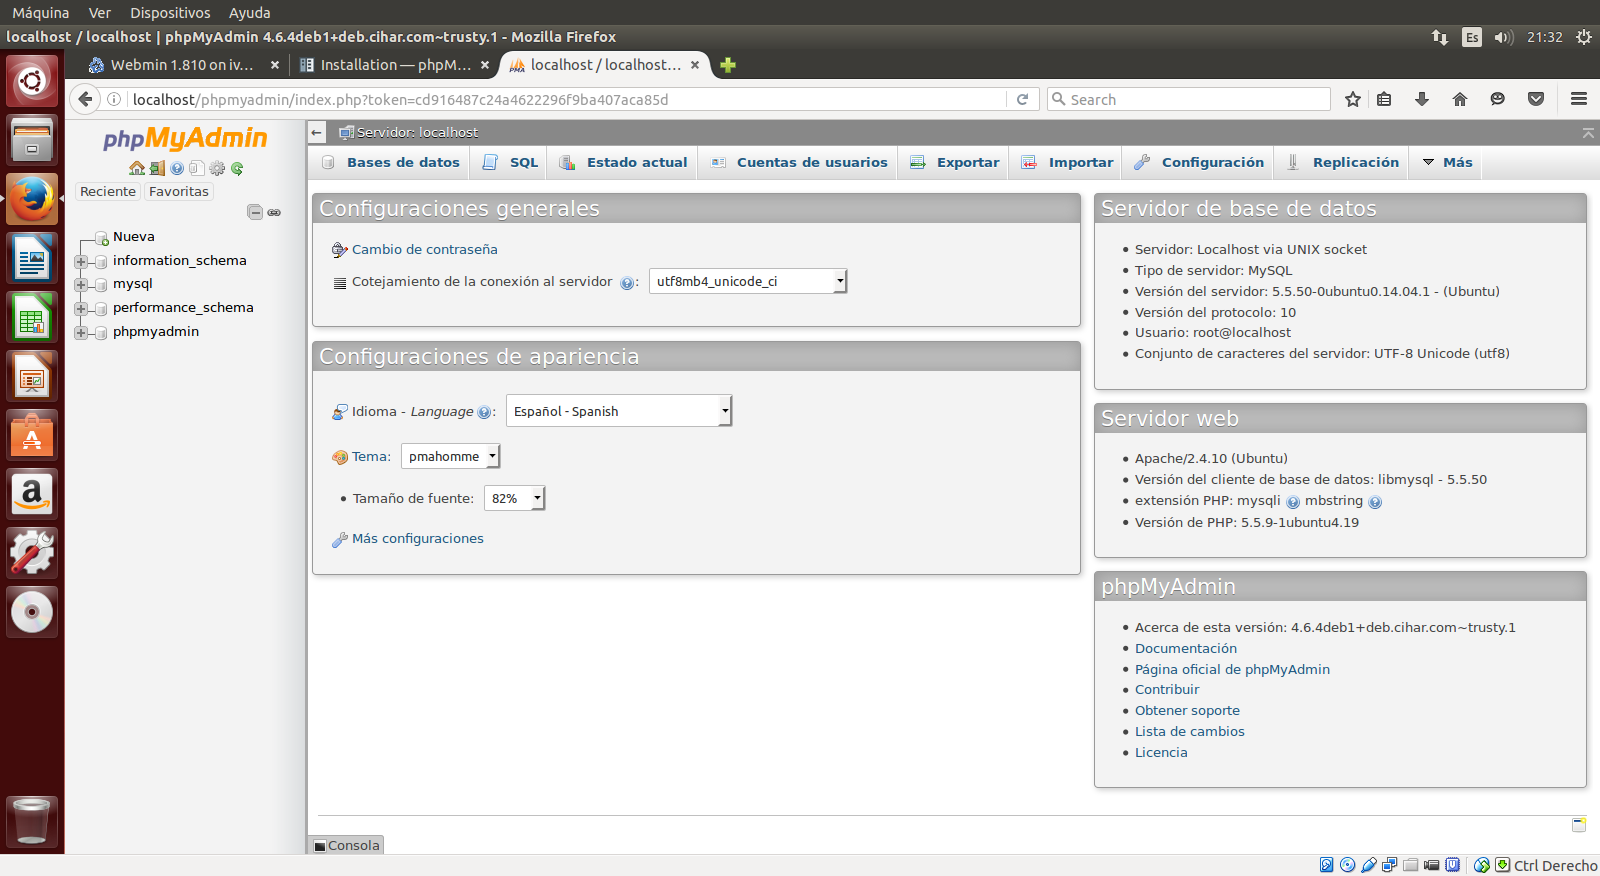 Máquina Ver Dispositivos Ayuda
localhost / localhost | phpMyAdmin 4.6.4deb1+deb.cihar.com~trusty.1 - Mozilla Firefox
Es 21:32
Webmin 1.810 on iv... × Installation — phpM... × PMA localhost / localhost... ×
localhost/phpmyadmin/index.php?token=cd916487c24a4622296f9ba407aca85d
Search
phpMyAdmin
Reciente Favoritas
Nueva
information_schema
mysql
performance_schema
phpmyadmin
Servidor: localhost
Bases de datos SQL Estado actual Cuentas de usuarios Exportar Importar Configuración Replicación Más
Configuraciones generales
Cambio de contraseña
Cotejamiento de la conexión al servidor : utf8mb4_unicode_ci
Configuraciones de apariencia
Idioma - Language : Español - Spanish
Tema: pmahomme
• Tamaño de fuente: 82%
Más configuraciones
Servidor de base de datos
• Servidor: Localhost via UNIX socket
• Tipo de servidor: MySQL
• Versión del servidor: 5.5.50-0ubuntu0.14.04.1 - (Ubuntu)
• Versión del protocolo: 10
• Usuario: root@localhost
• Conjunto de caracteres del servidor: UTF-8 Unicode (utf8)
Servidor web
• Apache/2.4.10 (Ubuntu)
• Versión del cliente de base de datos: libmysql - 5.5.50
• extensión PHP: mysqli mbstring
• Versión de PHP: 5.5.9-1ubuntu4.19
phpMyAdmin
• Acerca de esta versión: 4.6.4deb1+deb.cihar.com~trusty.1
• Documentación
• Página oficial de phpMyAdmin
• Contribuir
• Obtener soporte
• Lista de cambios
• Licencia
Consola
Ctrl Derecho